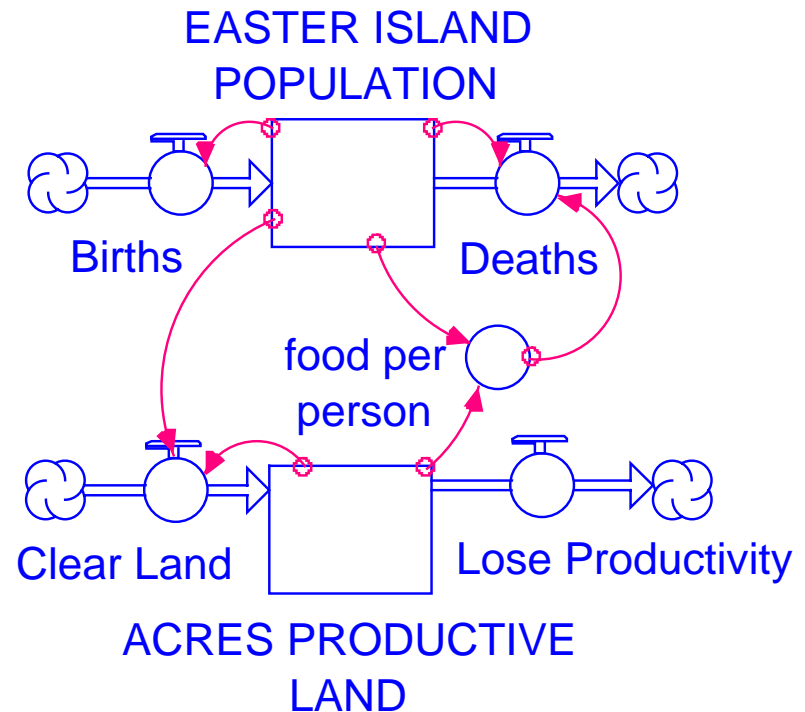 EASTER ISLAND
POPULATION
Births
Deaths
food per
person
Clear Land
Lose Productivity
ACRES PRODUCTIVE
LAND